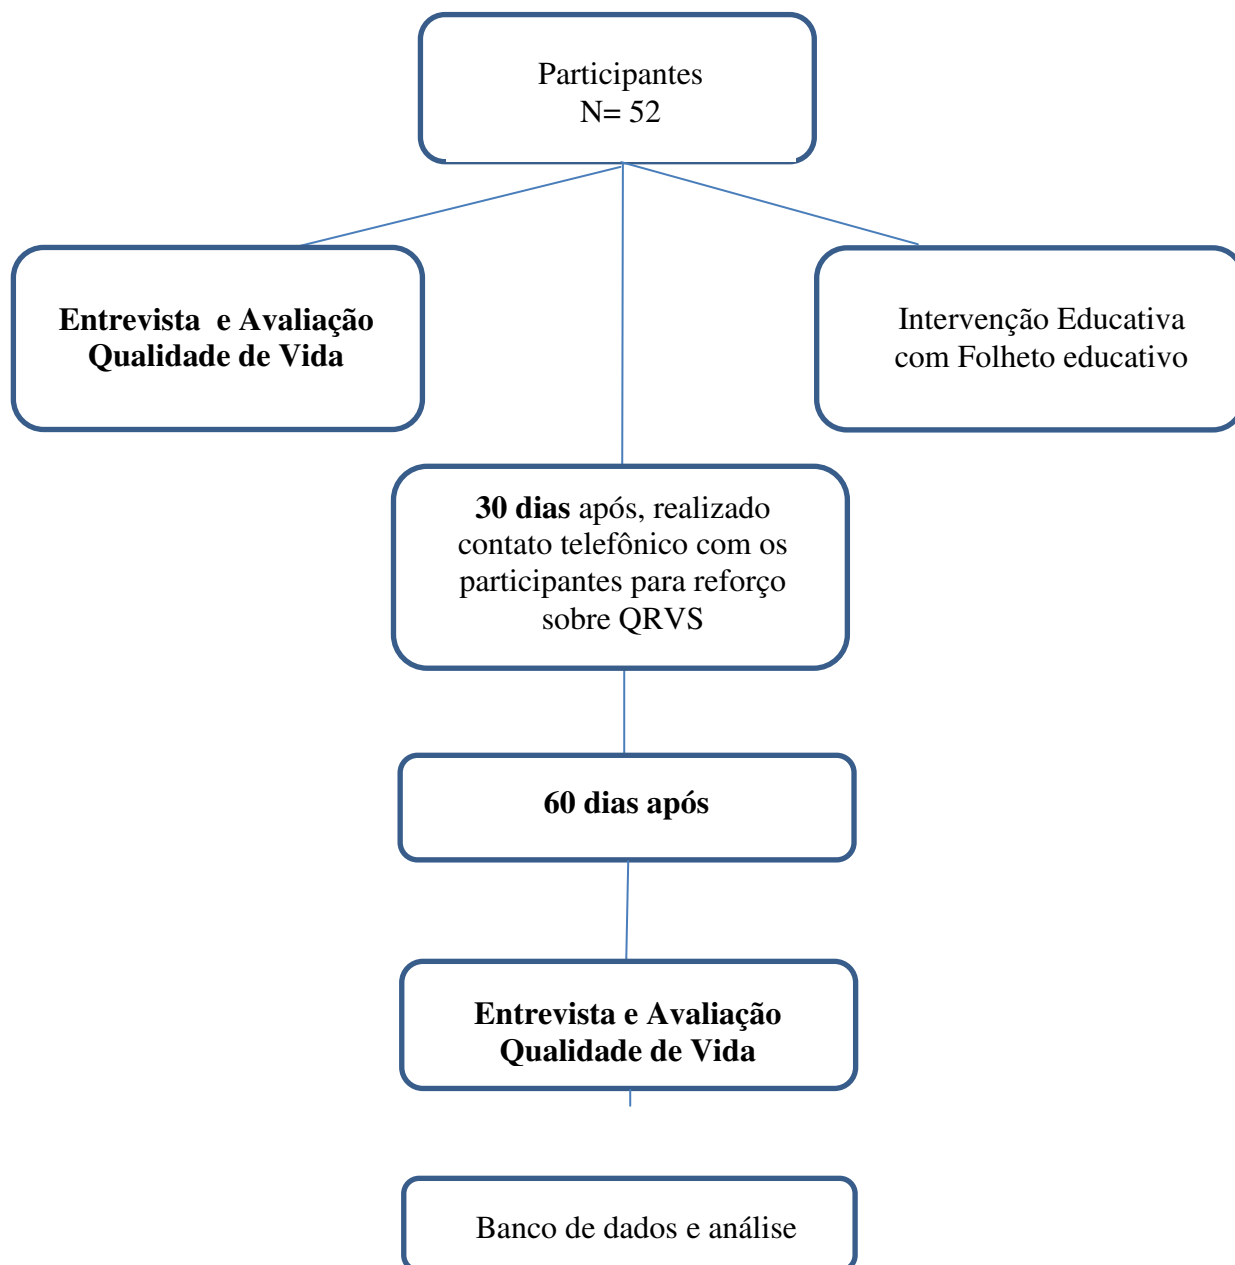 Participantes
N= 52
Entrevista e Avaliação
Qualidade de Vida
Intervenção Educativa
com Folheto educativo
30 dias após, realizado
contato telefônico com os
participantes para reforço
sobre QRVS
60 dias após
Entrevista e Avaliação
Qualidade de Vida
Banco de dados e análise